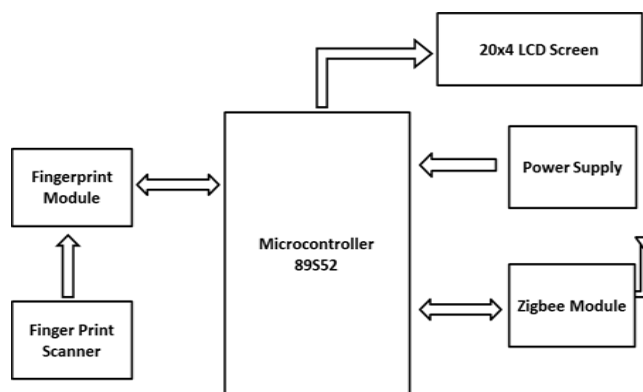 20x4 LCD Screen
Fingerprint
Module
Power Supply
Microcontroller
89S52
Finger Print
Scanner
Zigbee Module